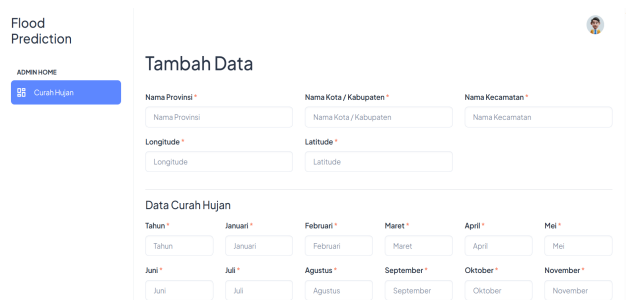 Flood
Prediction
ADMIN HOME
Curah Hujan
Tambah Data
Nama Provinsi * Nama Kota / Kabupaten * Nama Kecamatan *
Nama Provinsi Nama Kota / Kabupaten Nama Kecamatan
Longitude * Latitude *
Longitude Latitude
Data Curah Hujan
Tahun * Januari * Februari * Maret * April * Mei *
Tahun Januari Februari Maret April Mei
Juni * Juli * Agustus * September * Oktober * November *
Juni Juli Agustus September Oktober November